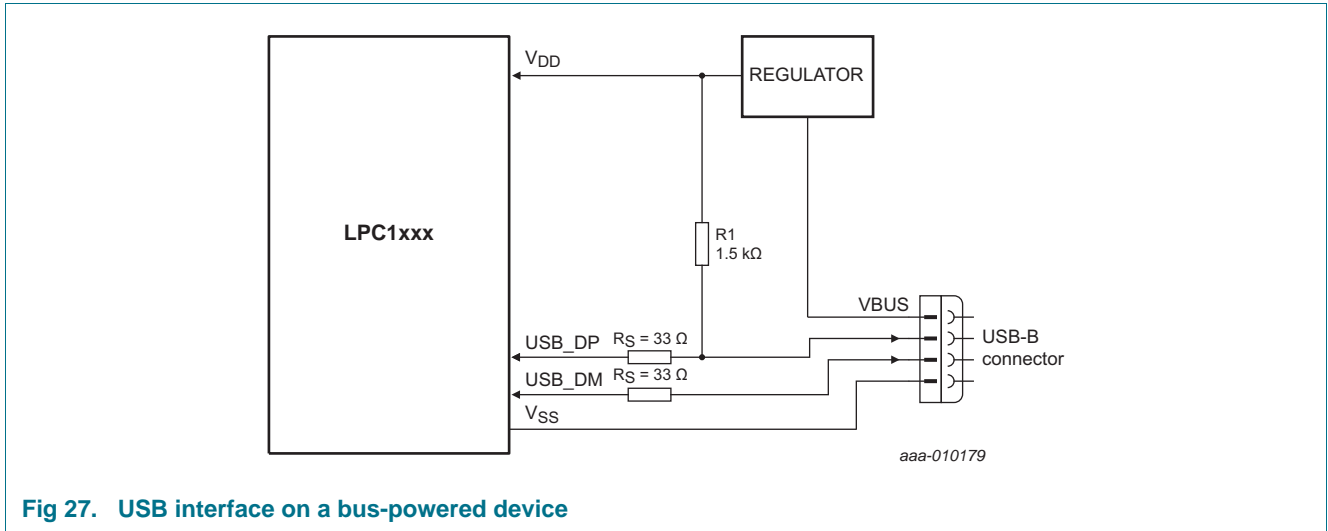 VDD
REGULATOR
LPC1xxx
R1
1.5 kΩ
VBUS
USB_DP RS = 33 Ω
USB-B
connector
USB_DM RS = 33 Ω
VSS
aaa-010179
Fig 27. USB interface on a bus-powered device